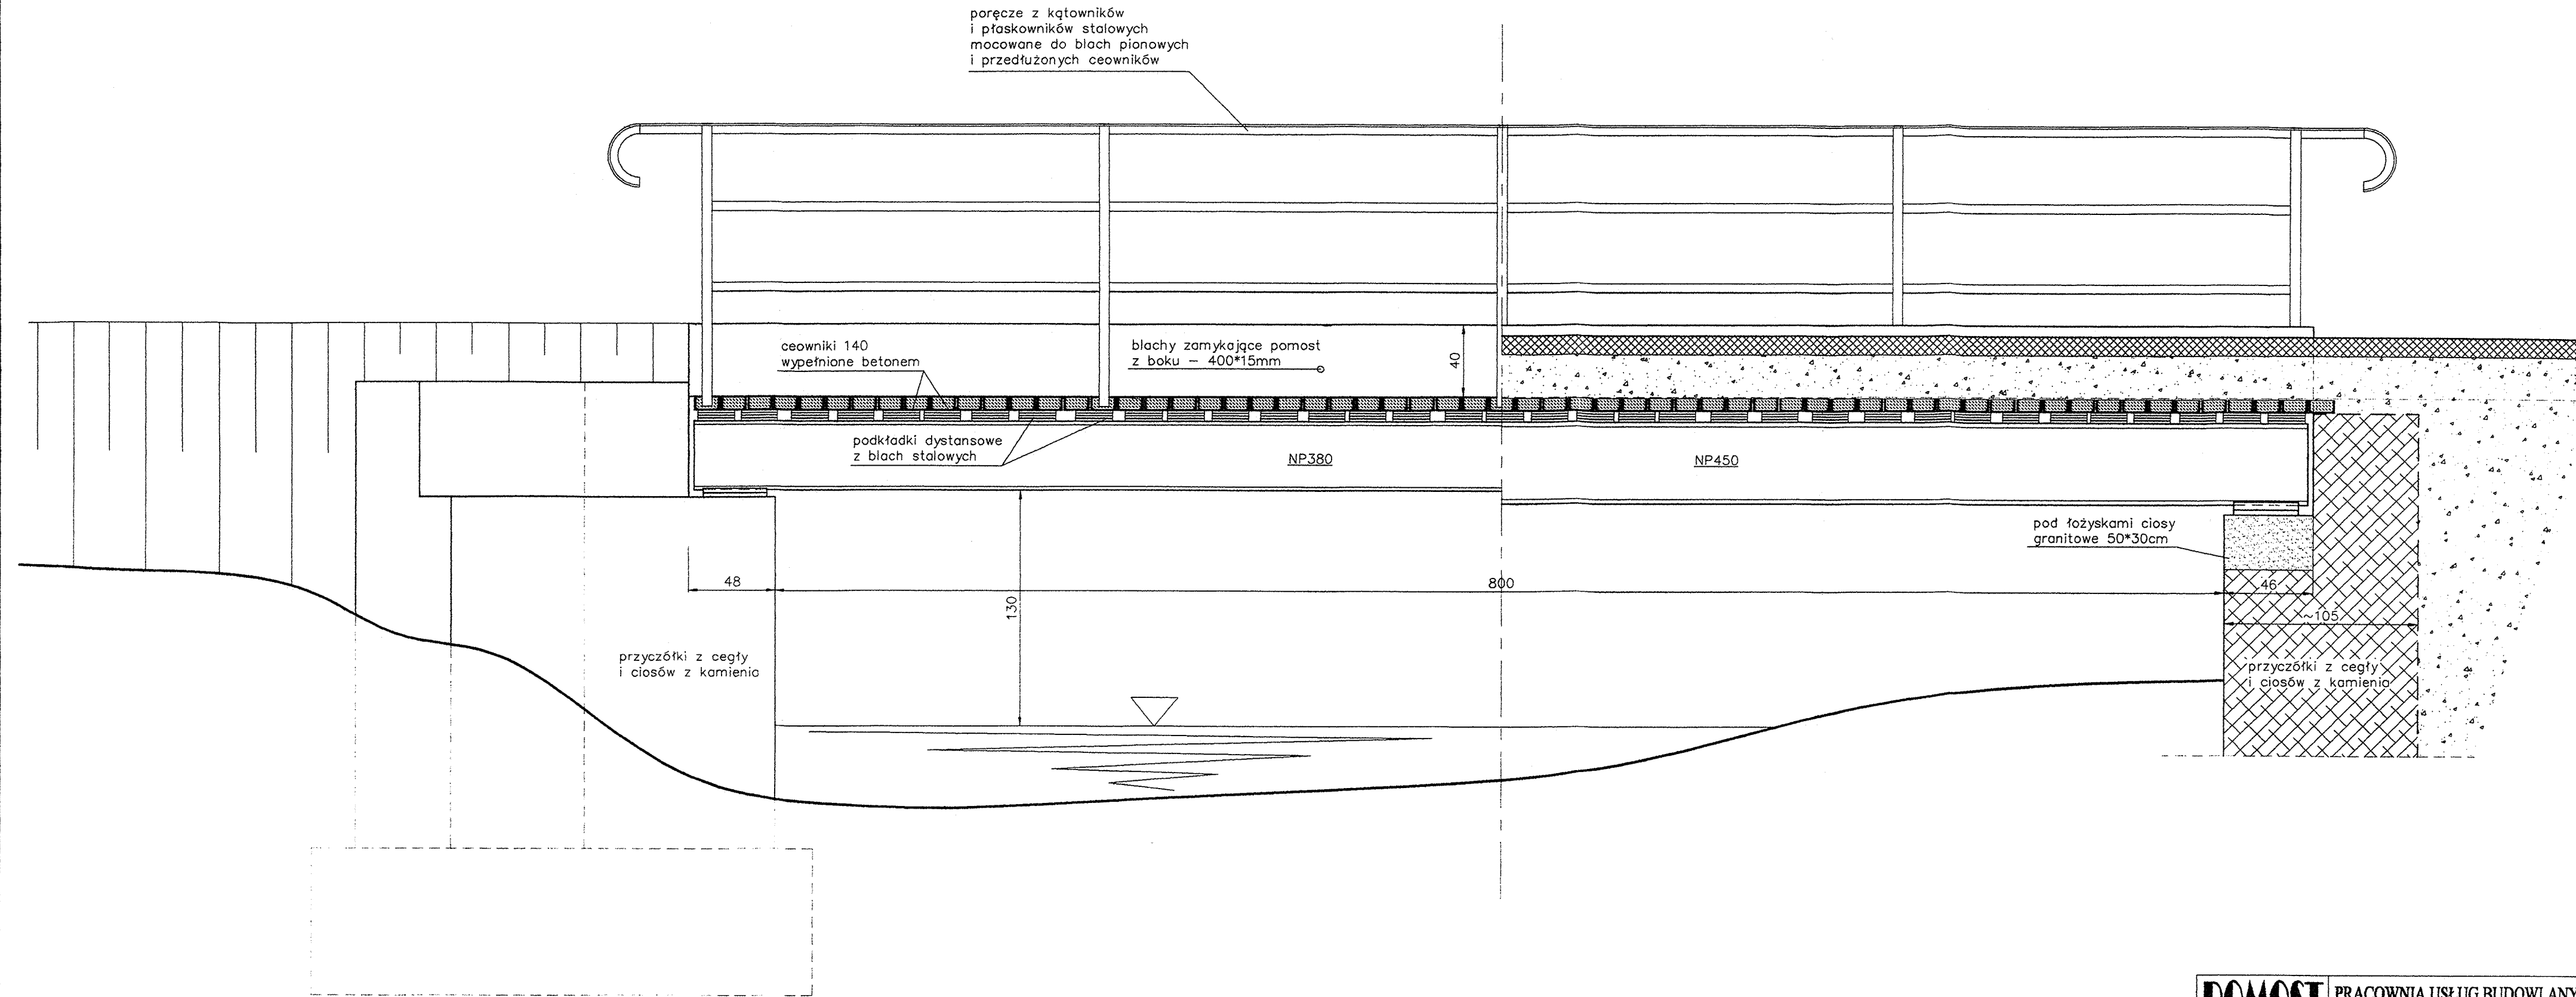 poręcze z kątowników
i płaskowników stalowych
mocowane do blach pionowych
i przedłużonych ceowników
ceowniki 140
wypełnione betonem
blachy zamykające pomost
z boku – 400*15mm
40
podkładki dystansowe
z blach stalowych
NP380
NP450
pod łożyskami ciosy
granitowe 50*30cm
48
800
46
130
~105
przyczółki z cegły
i ciosów z kamienia
przyczółki z cegły
i ciosów z kamienia
POMOST
PRACOWNIA USŁUG BUDOWLANY